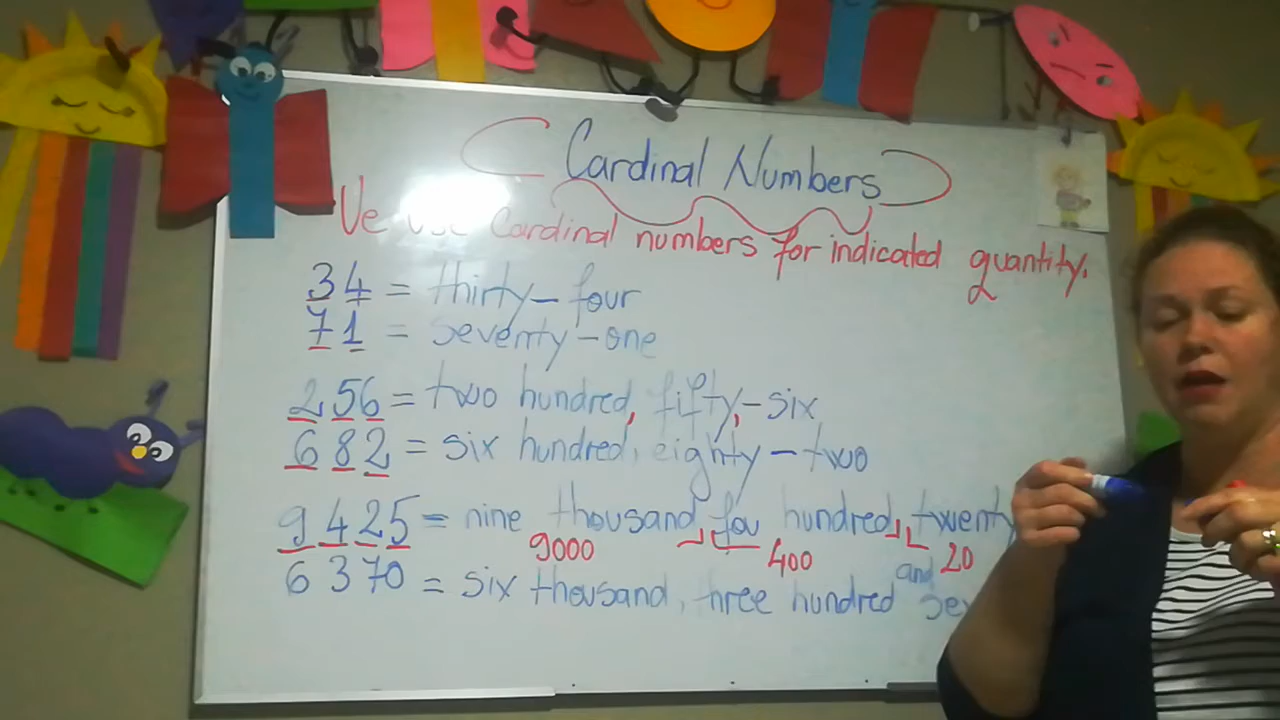 Cardinal Numbers
We use Cardinal numbers for indicated quantity.
34 = thirty-four
71 = seventy-one
256 = two hundred, fifty,-six
682 = six hundred, eighty-two
9425 = nine thousand, fou hundred, twenty
9000 400 and 20
6 370 = six thousand, three hundred